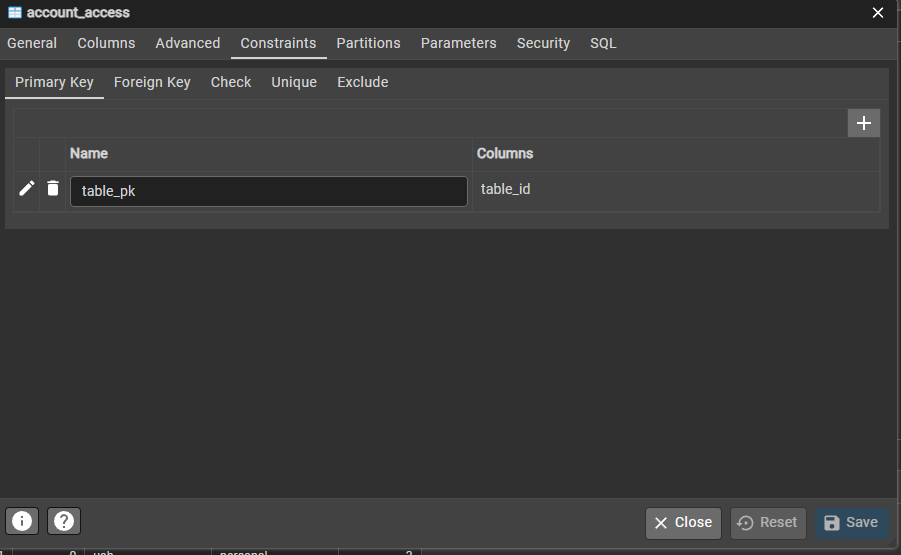 account_access
General Columns Advanced Constraints Partitions Parameters Security SQL
Primary Key Foreign Key Check Unique Exclude
Name Columns
table_pk table_id
Close Reset Save